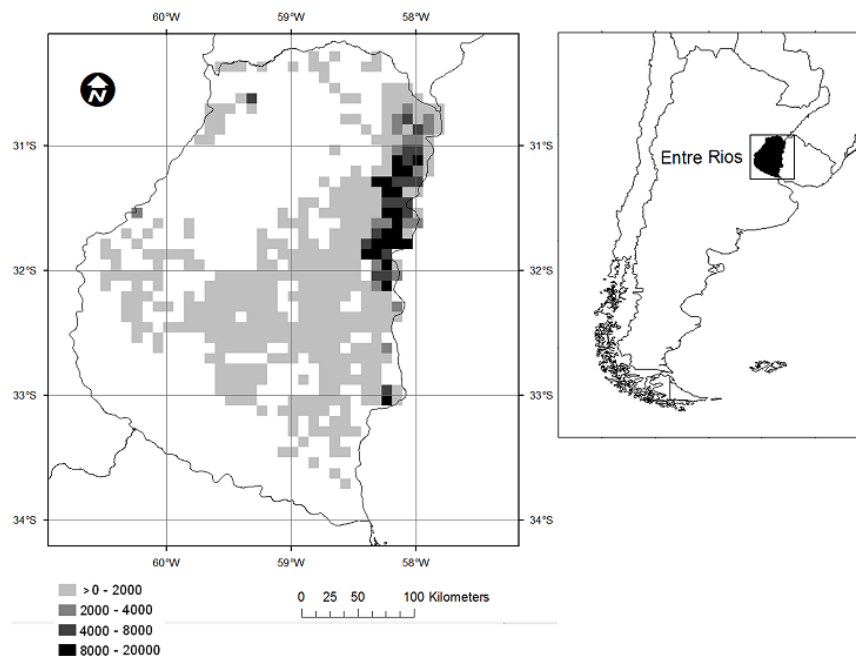 60°W 59°W 58°W
N
31°S 31°S
Entre Rios
32°S 32°S
33°S 33°S
34°S 34°S
60°W 59°W 58°W
> 0 - 2000
2000 - 4000
4000 - 8000
8000 - 20000
0 25 50 100 Kilometers